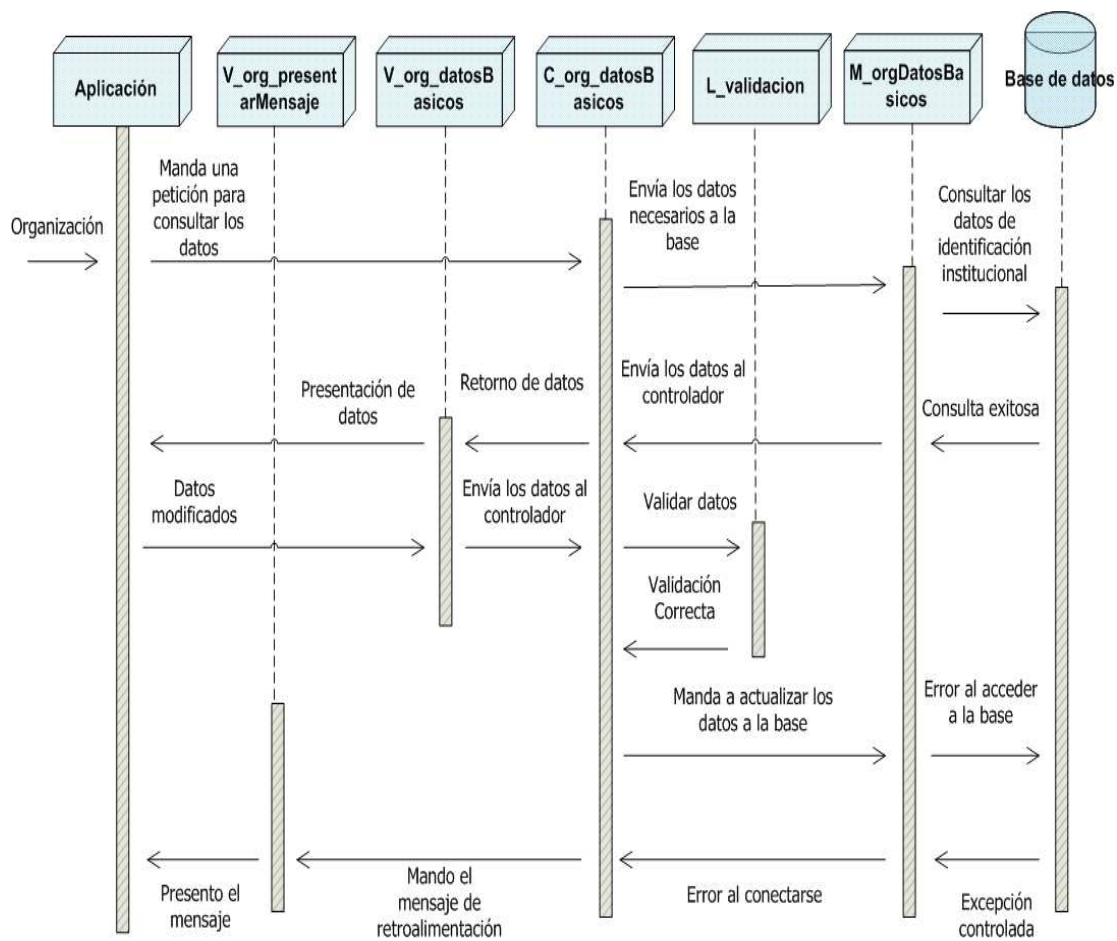 Aplicación
V_org_present
arMensaje
V_org_datosB
asicos
C_org_datosB
asicos
L_validacion
M_orgDatosBa
sicos
Base de datos
Organización
Manda una
petición para
consultar los
datos
Envía los datos
necesarios a la
base
Consultar los
datos de
identificación
institucional
Presentación de
datos
Retorno de datos
Envía los datos al
controlador
Consulta exitosa
Datos
modificados
Envía los datos al
controlador
Validar datos
Validación
Correcta
Manda a actualizar los
datos a la base
Error al acceder
a la base
Presento el
mensaje
Mando el
mensaje de
retroalimentación
Error al conectarse
Excepción
controlada